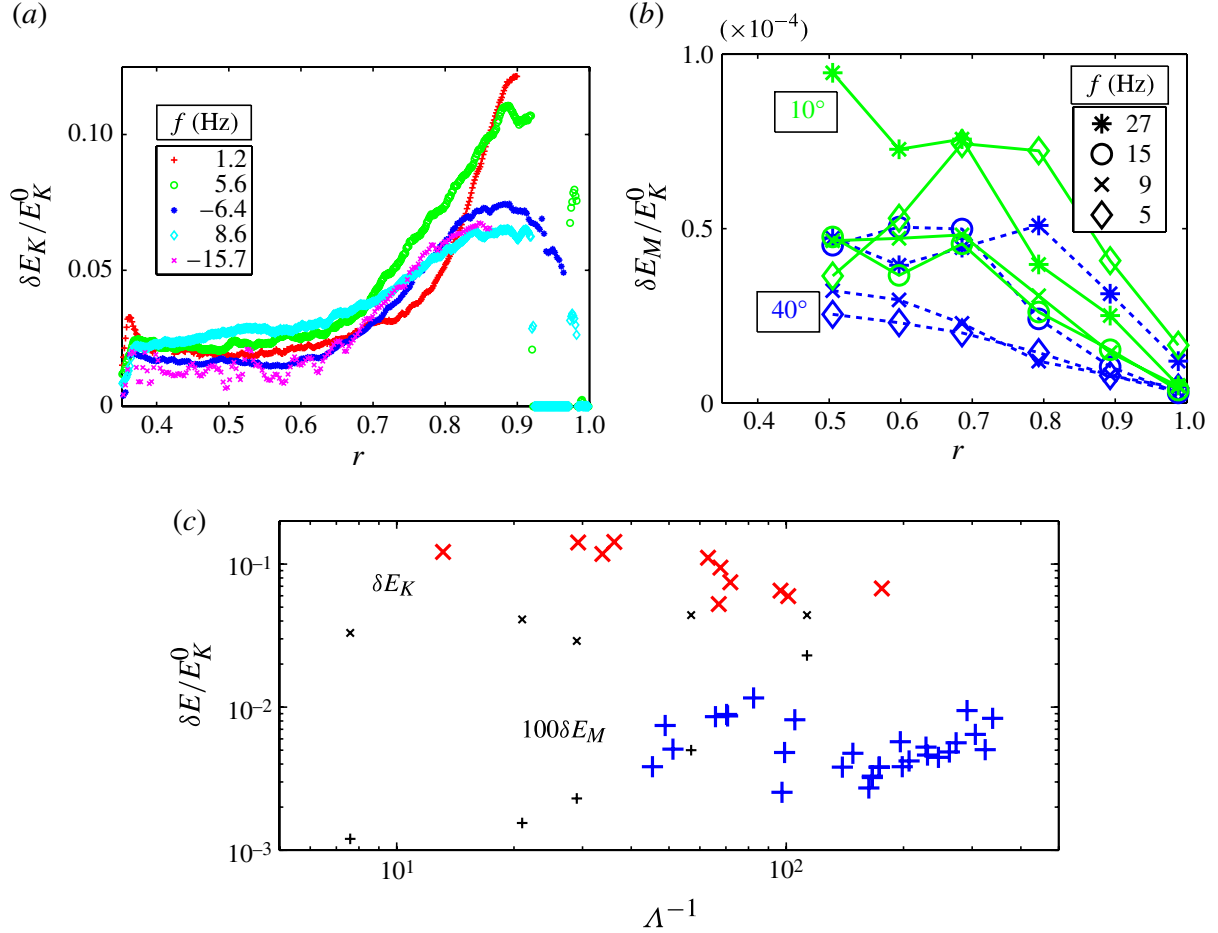 (a)
δE_K/E_K^0
0.10
0.05
0
f (Hz)
1.2
5.6
−6.4
8.6
−15.7
0.4 0.5 0.6 0.7 0.8 0.9 1.0
r
(b)
(×10^−4)
δE_M/E_K^0
1.0
0.5
0
10°
40°
f (Hz)
27
15
9
5
0.4 0.5 0.6 0.7 0.8 0.9 1.0
r
(c)
δE/E_K^0
10^−1
10^−2
10^−3
δE_K
100δE_M
10^1 10^2
Λ^−1